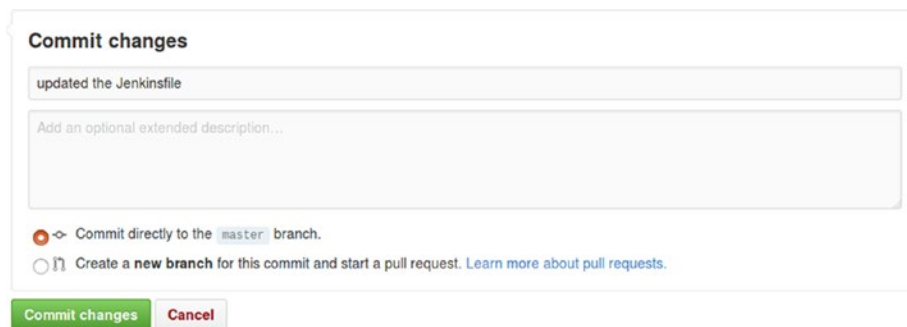 Commit changes
updated the Jenkinsfile
Add an optional extended description...
Commit directly to the master branch.
Create a new branch for this commit and start a pull request. Learn more about pull requests.
Commit changes Cancel